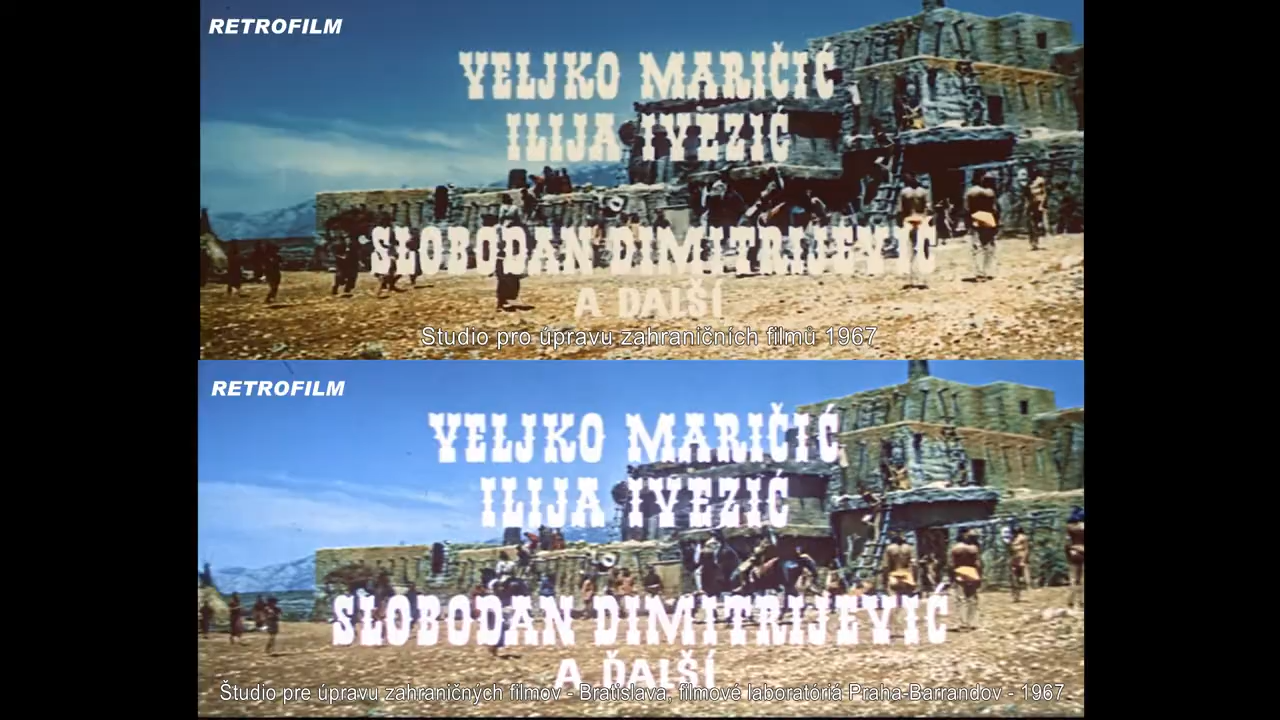 RETROFILM
VELJKO MARIČIĆ
ILIJA IVEZIĆ
SLOBODAN DIMITRIJEVIĆ
A DALŠÍ
Studio pro úpravu zahraničních filmů 1967
RETROFILM
VELJKO MARIČIĆ
ILIJA IVEZIĆ
SLOBODAN DIMITRIJEVIĆ
A ĎALŠÍ
Študio pre úpravu zahraničných filmov - Bratislava, filmové laboratóriá Praha-Barrandov - 1967